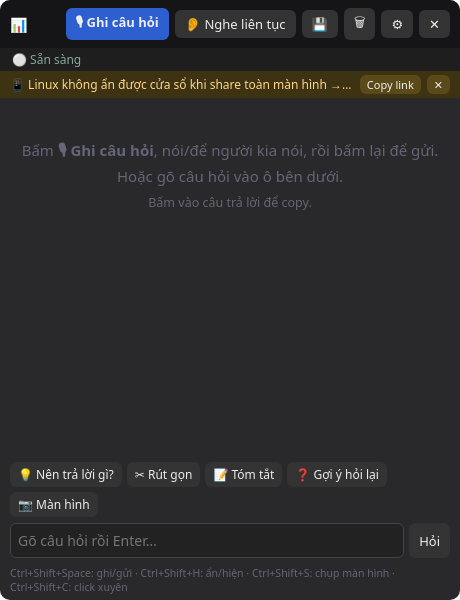 Ghi câu hỏi
Nghe liên tục
Sẵn sàng
Linux không ẩn được cửa sổ khi share toàn màn hình →...
Copy link
Bấm Ghi câu hỏi, nói/để người kia nói, rồi bấm lại để gửi.
Hoặc gõ câu hỏi vào ô bên dưới.
Bấm vào câu trả lời để copy.
Nên trả lời gì?
Rút gọn
Tóm tắt
Gợi ý hỏi lại
Màn hình
Gõ câu hỏi rồi Enter...
Hỏi
Ctrl+Shift+Space: ghi/gửi · Ctrl+Shift+H: ẩn/hiện · Ctrl+Shift+S: chụp màn hình ·
Ctrl+Shift+C: click xuyên